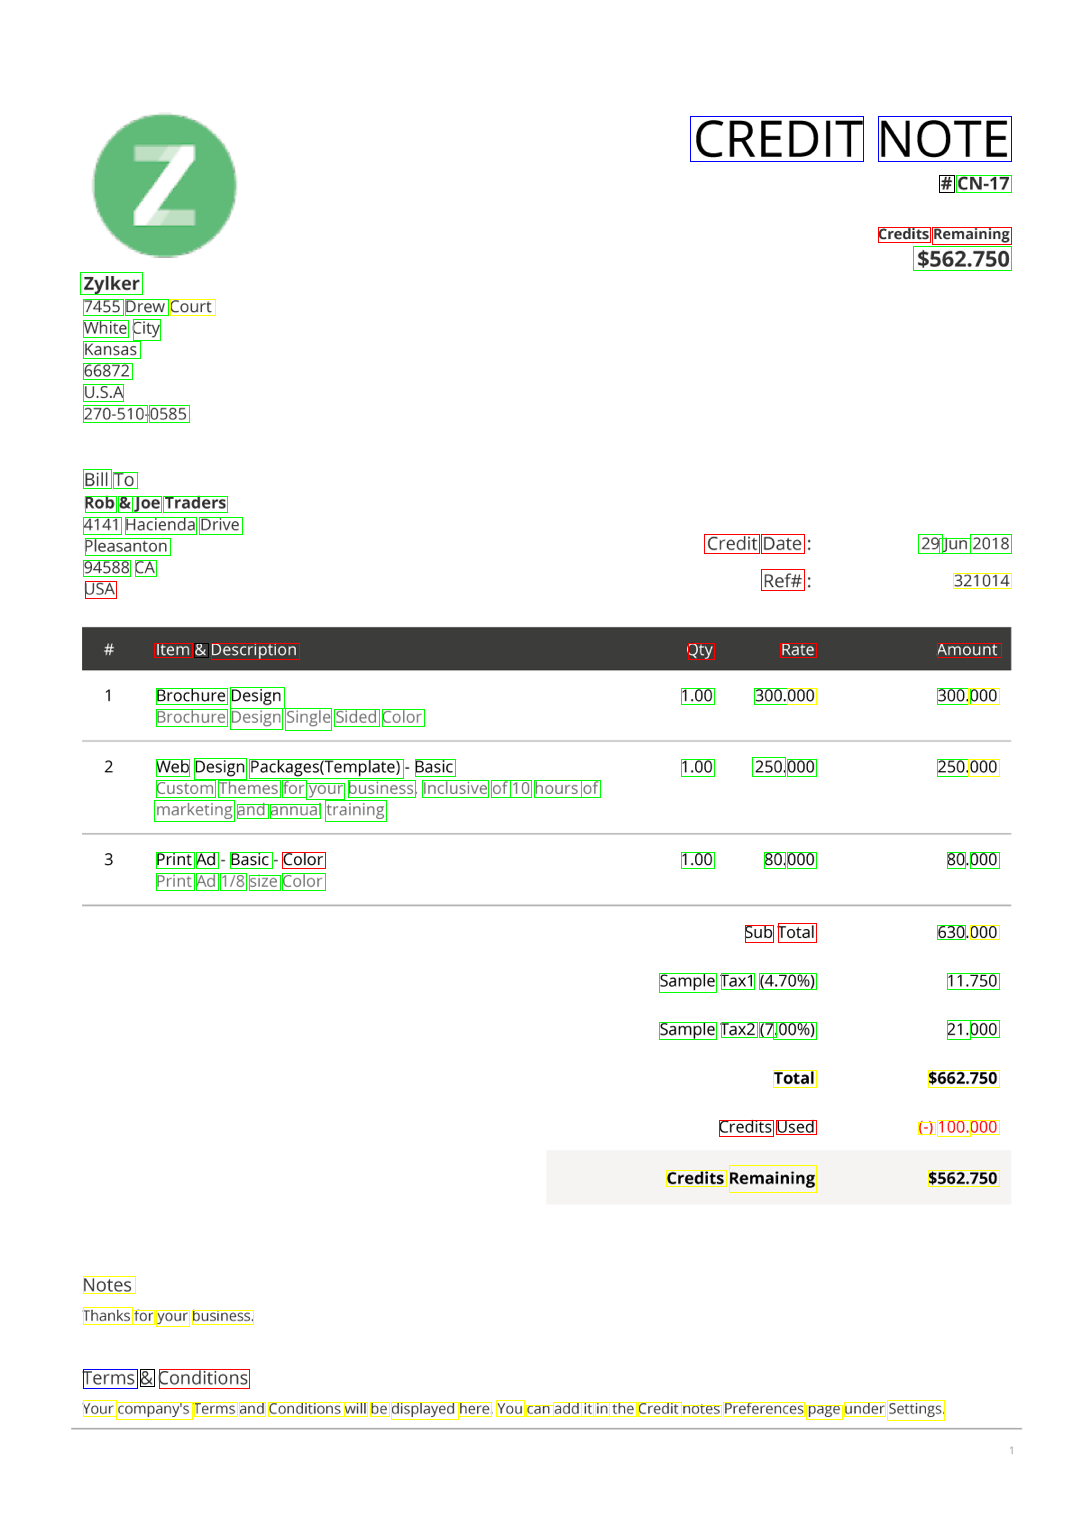 Z
CREDIT NOTE
# CN-17
Credits Remaining
$562.750
Zylker
7455 Drew Court
White City
Kansas
66872
U.S.A
270-510-0585
Bill To
Rob & Joe Traders
4141 Hacienda Drive
Pleasanton
94588 CA
USA
Credit Date : 29 Jun 2018
Ref# : 321014
# Item & Description Qty Rate Amount
1 Brochure Design 1.00 300.000 300.000
Brochure Design Single Sided Color
2 Web Design Packages(Template) - Basic 1.00 250.000 250.000
Custom Themes for your business. Inclusive of 10 hours of
marketing and annual training
3 Print Ad - Basic - Color 1.00 80.000 80.000
Print Ad 1/8 size Color
Sub Total 630.000
Sample Tax1 (4.70%) 11.750
Sample Tax2 (7.00%) 21.000
Total $662.750
Credits Used (-) 100.000
Credits Remaining $562.750
Notes
Thanks for your business.
Terms & Conditions
Your company's Terms and Conditions will be displayed here. You can add it in the Credit notes Preferences page under Settings.
1